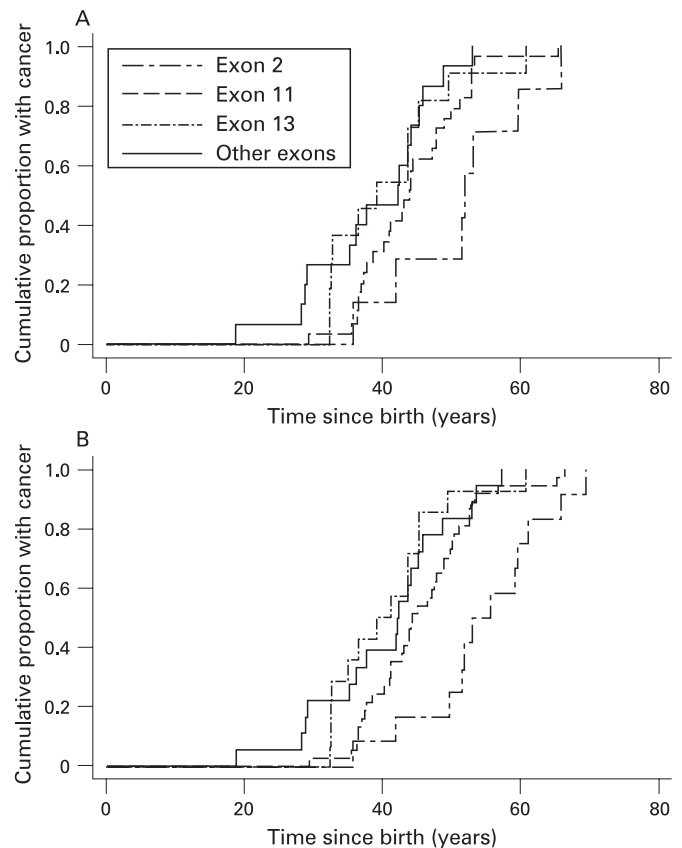 A
1.0
0.8
0.6
0.4
0.2
0
Cumulative proportion with cancer
Exon 2
Exon 11
Exon 13
Other exons
0 20 40 60 80
Time since birth (years)
B
1.0
0.8
0.6
0.4
0.2
0
Cumulative proportion with cancer
0 20 40 60 80
Time since birth (years)